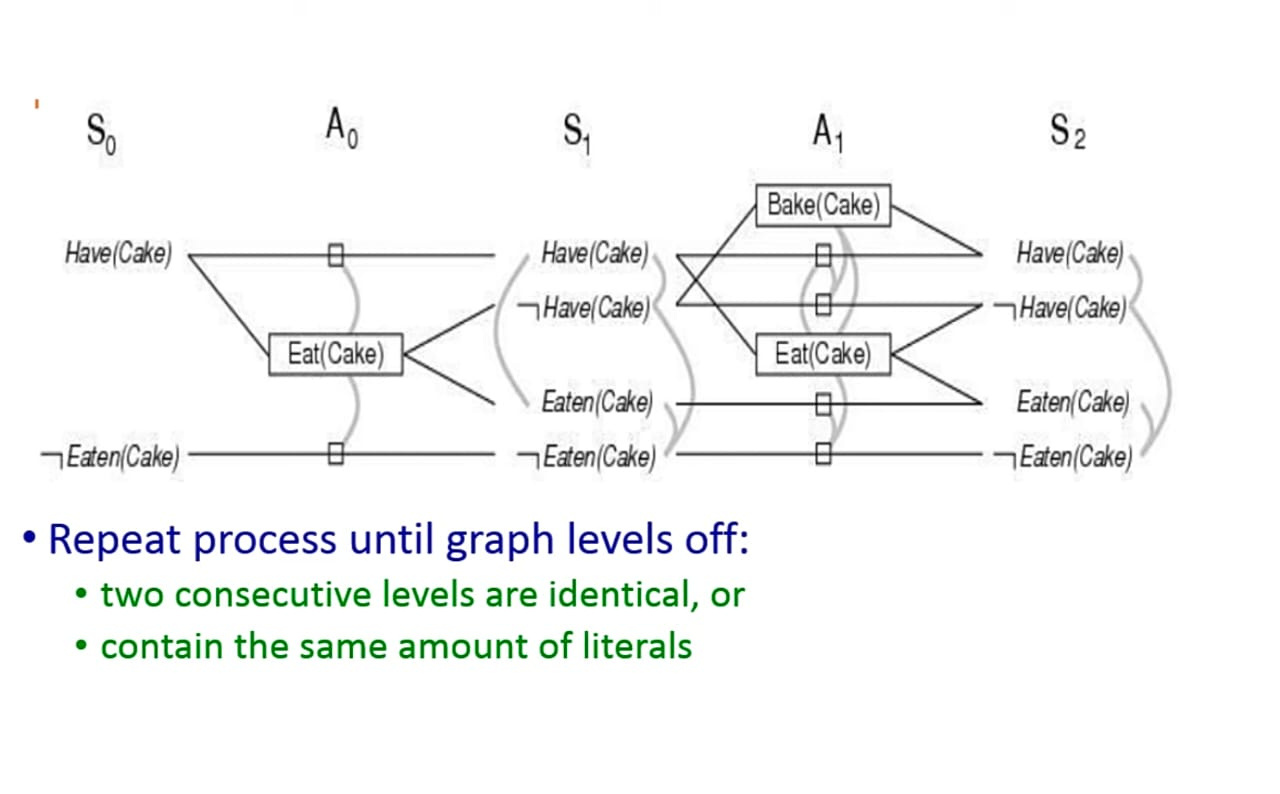 S0 A0 S1 A1 S2
Bake(Cake)
Have(Cake) Have(Cake) Have(Cake)
¬Have(Cake) ¬Have(Cake)
Eat(Cake) Eat(Cake)
Eaten(Cake) Eaten(Cake)
¬Eaten(Cake) ¬Eaten(Cake) ¬Eaten(Cake)
• Repeat process until graph levels off:
• two consecutive levels are identical, or
• contain the same amount of literals